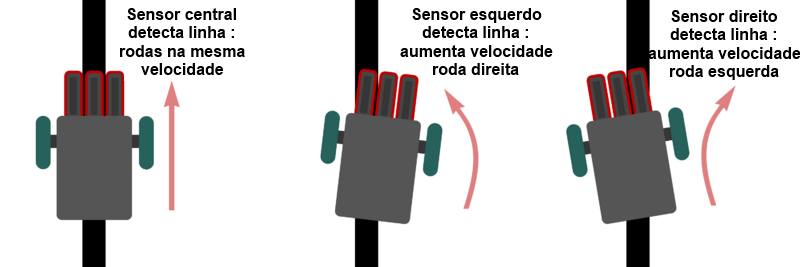 Sensor central
detecta linha :
rodas na mesma
velocidade
Sensor esquerdo
detecta linha :
aumenta velocidade
roda direita
Sensor direito
detecta linha :
aumenta velocidade
roda esquerda